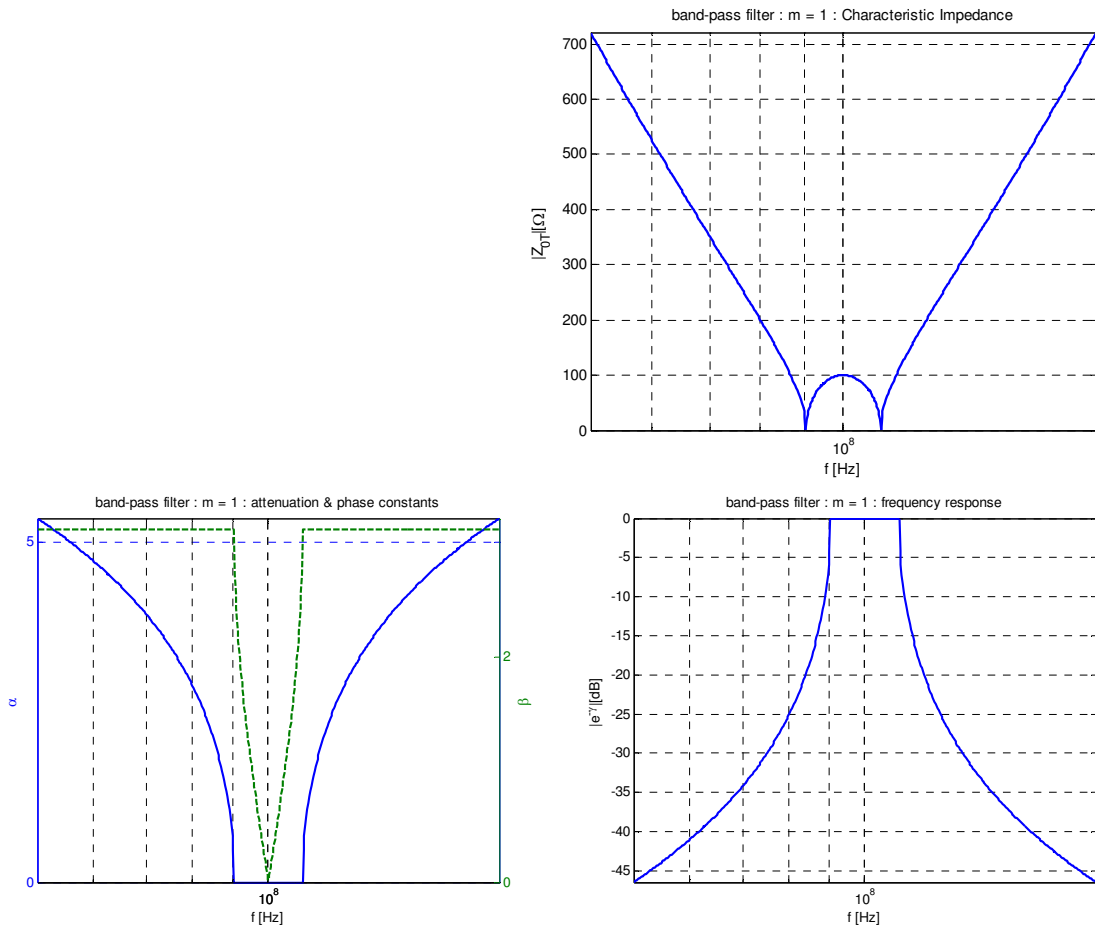 band-pass filter : m = 1 : Characteristic Impedance
700
600
500
400
300
200
100
0
|Z0T|[Ω]
10^8
f [Hz]
band-pass filter : m = 1 : attenuation & phase constants
5
0
α
2
0
β
10^8
f [Hz]
band-pass filter : m = 1 : frequency response
0
-5
-10
-15
-20
-25
-30
-35
-40
-45
|e^-γ|[dB]
10^8
f [Hz]